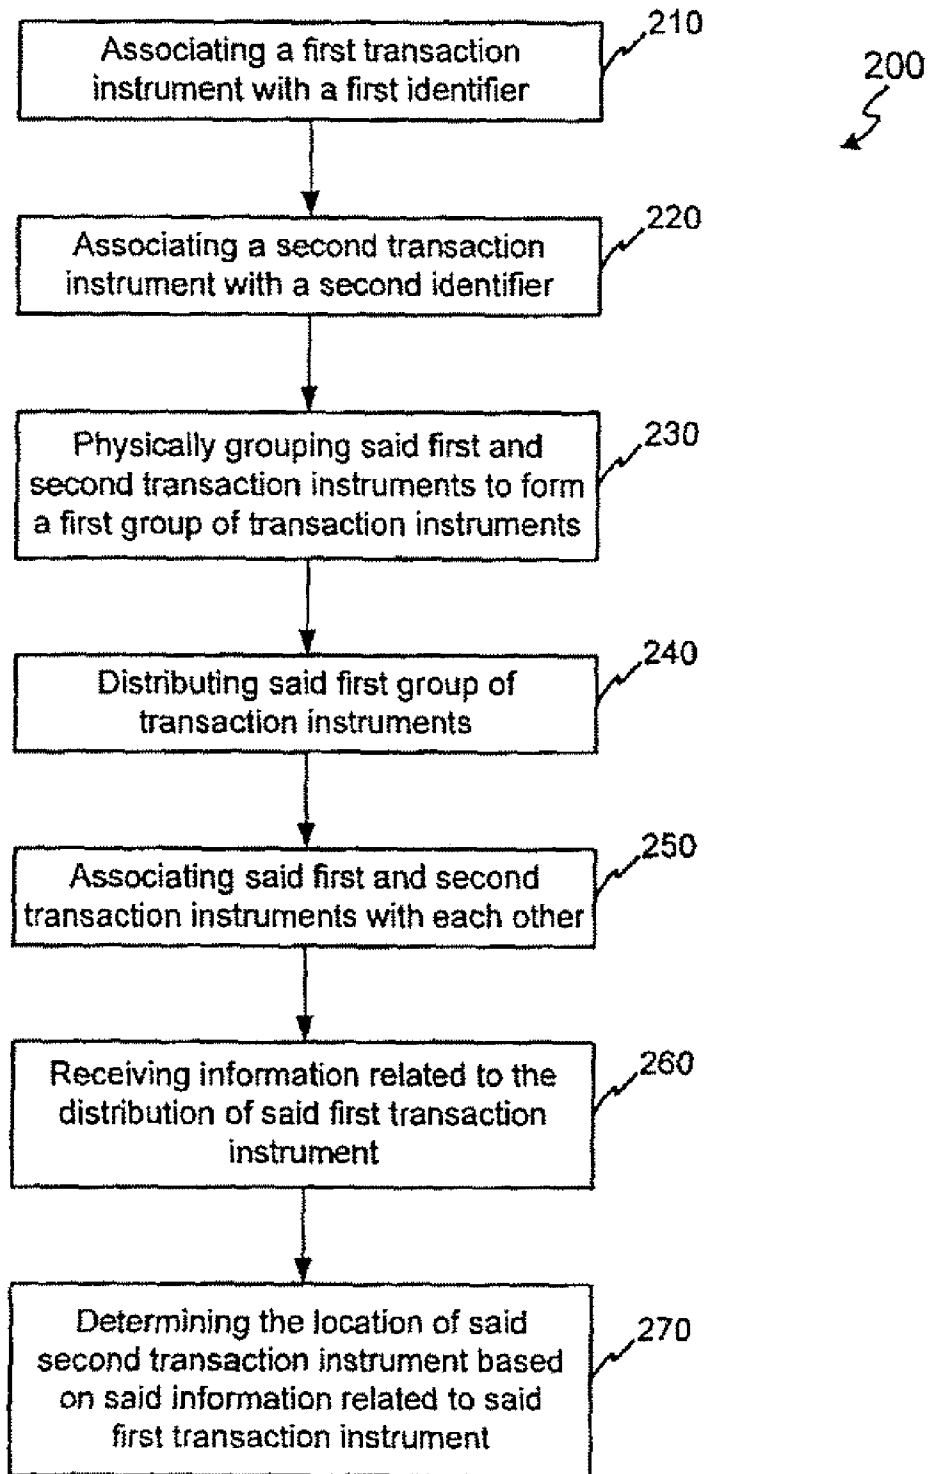 210
Associating a first transaction
instrument with a first identifier
200
220
Associating a second transaction
instrument with a second identifier
230
Physically grouping said first and
second transaction instruments to form
a first group of transaction instruments
240
Distributing said first group of
transaction instruments
250
Associating said first and second
transaction instruments with each other
260
Receiving information related to the
distribution of said first transaction
instrument
270
Determining the location of said
second transaction instrument based
on said information related to said
first transaction instrument